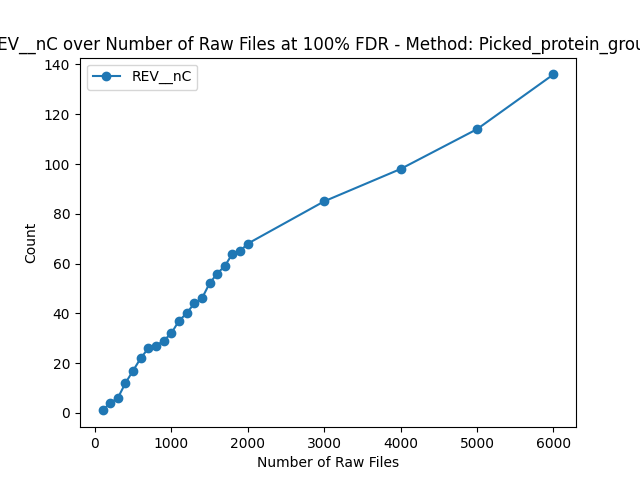 EV__nC over Number of Raw Files at 100% FDR - Method: Picked_protein_grou
REV__nC
140
120
100
80
60
40
20
0
Count
0 1000 2000 3000 4000 5000 6000
Number of Raw Files